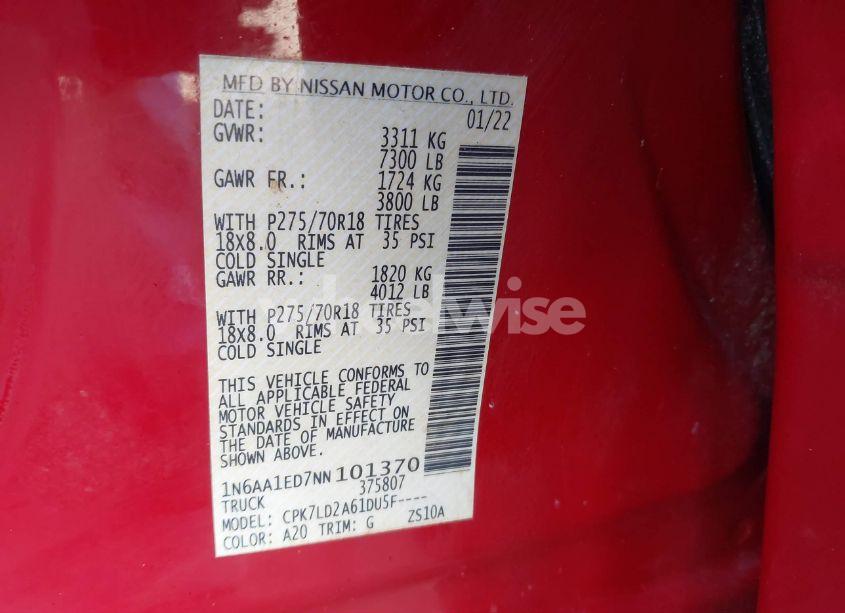 MFD BY NISSAN MOTOR CO., LTD.
DATE: 01/22
GVWR: 3311 KG
7300 LB
GAWR FR.: 1724 KG
3800 LB
WITH P275/70R18 TIRES
18X8.0 RIMS AT 35 PSI
COLD SINGLE
GAWR RR.: 1820 KG
4012 LB
WITH P275/70R18 TIRES
18X8.0 RIMS AT 35 PSI
COLD SINGLE
THIS VEHICLE CONFORMS TO
ALL APPLICABLE FEDERAL
MOTOR VEHICLE SAFETY
STANDARDS IN EFFECT ON
THE DATE OF MANUFACTURE
SHOWN ABOVE.
1N6AA1ED7NN101370
TRUCK 375807
MODEL: CPK7LD2A61DU5F----
COLOR: A20 TRIM: G ZS10A